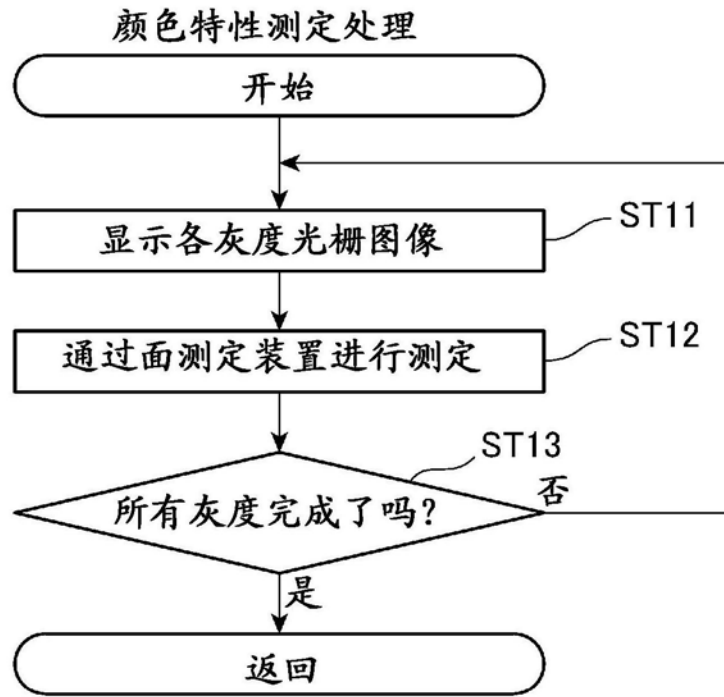 颜色特性测定处理
开始
显示各灰度光栅图像
ST11
通过面测定装置进行测定
ST12
ST13
所有灰度完成了吗?
否
是
返回